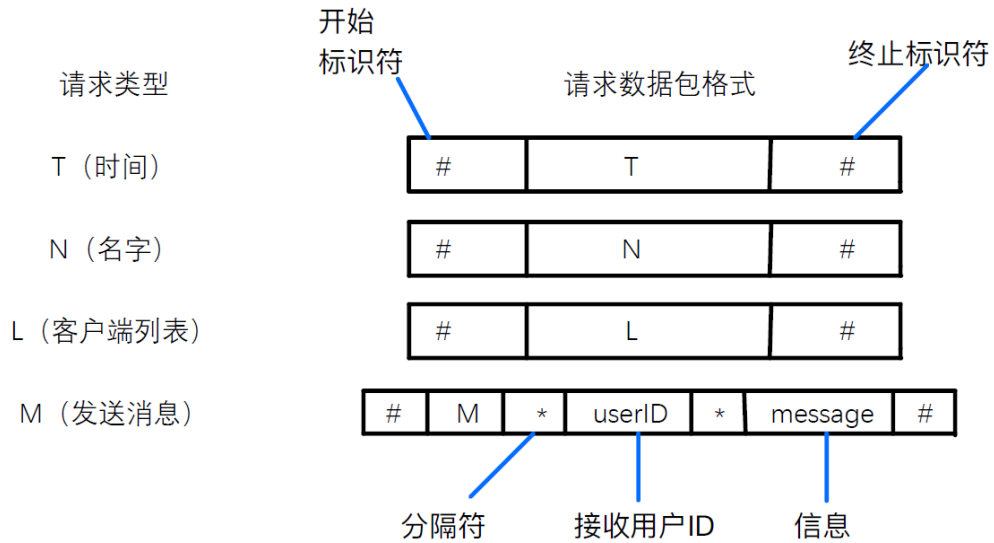 开始
标识符
终止标识符
请求类型 请求数据包格式
T（时间） # T #
N（名字） # N #
L（客户端列表） # L #
M（发送消息） # M * userID * message #
分隔符 接收用户ID 信息